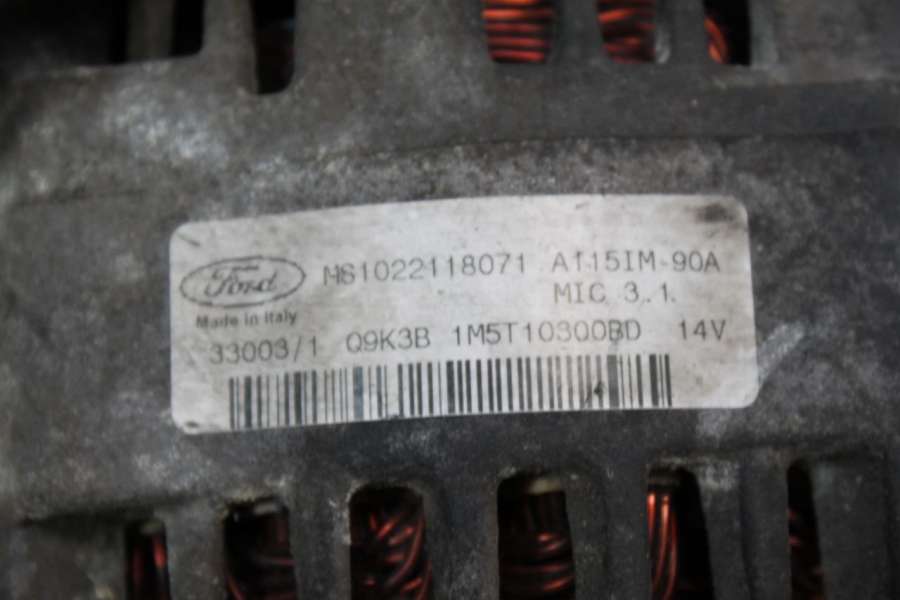 Ford MS1022118071 A115IM-90A
MIC 3.1.
Made in Italy
33003/1 Q9K3B 1M5T10300BD 14V